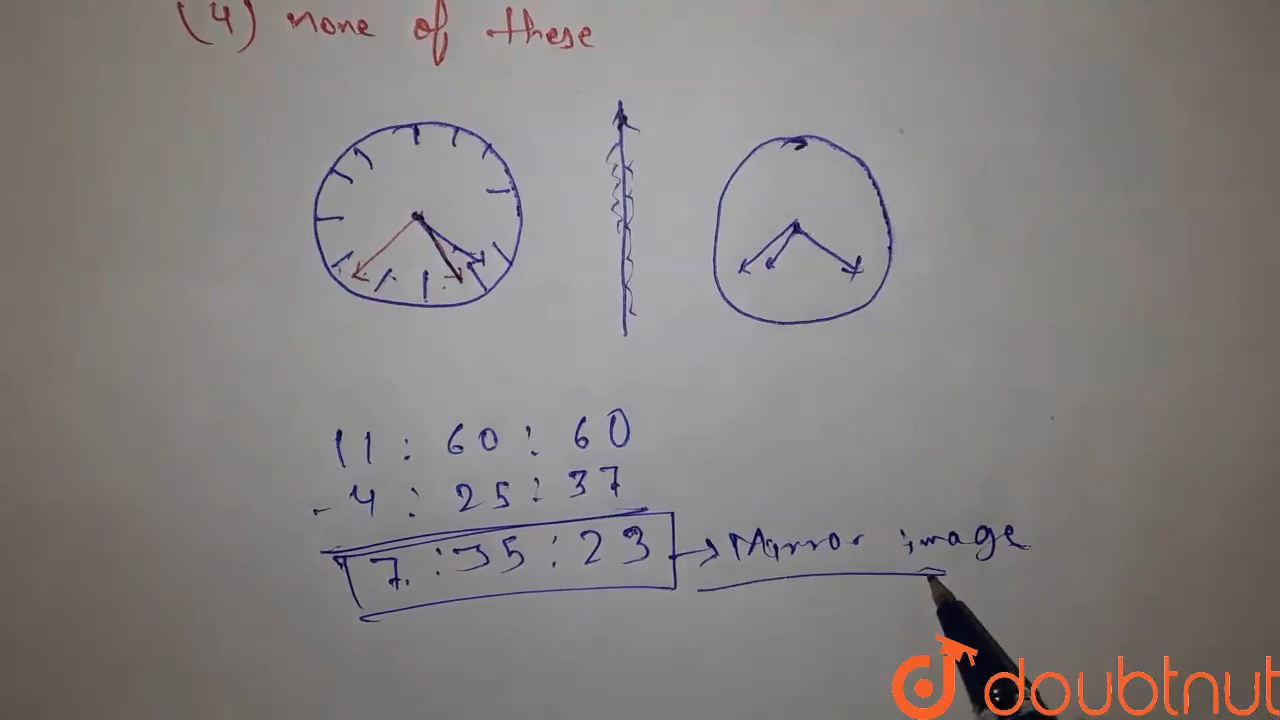 (4) none of these
11 : 60 : 60
- 4 : 25 : 37
7 : 35 : 23 → Mirror image
doubtnut